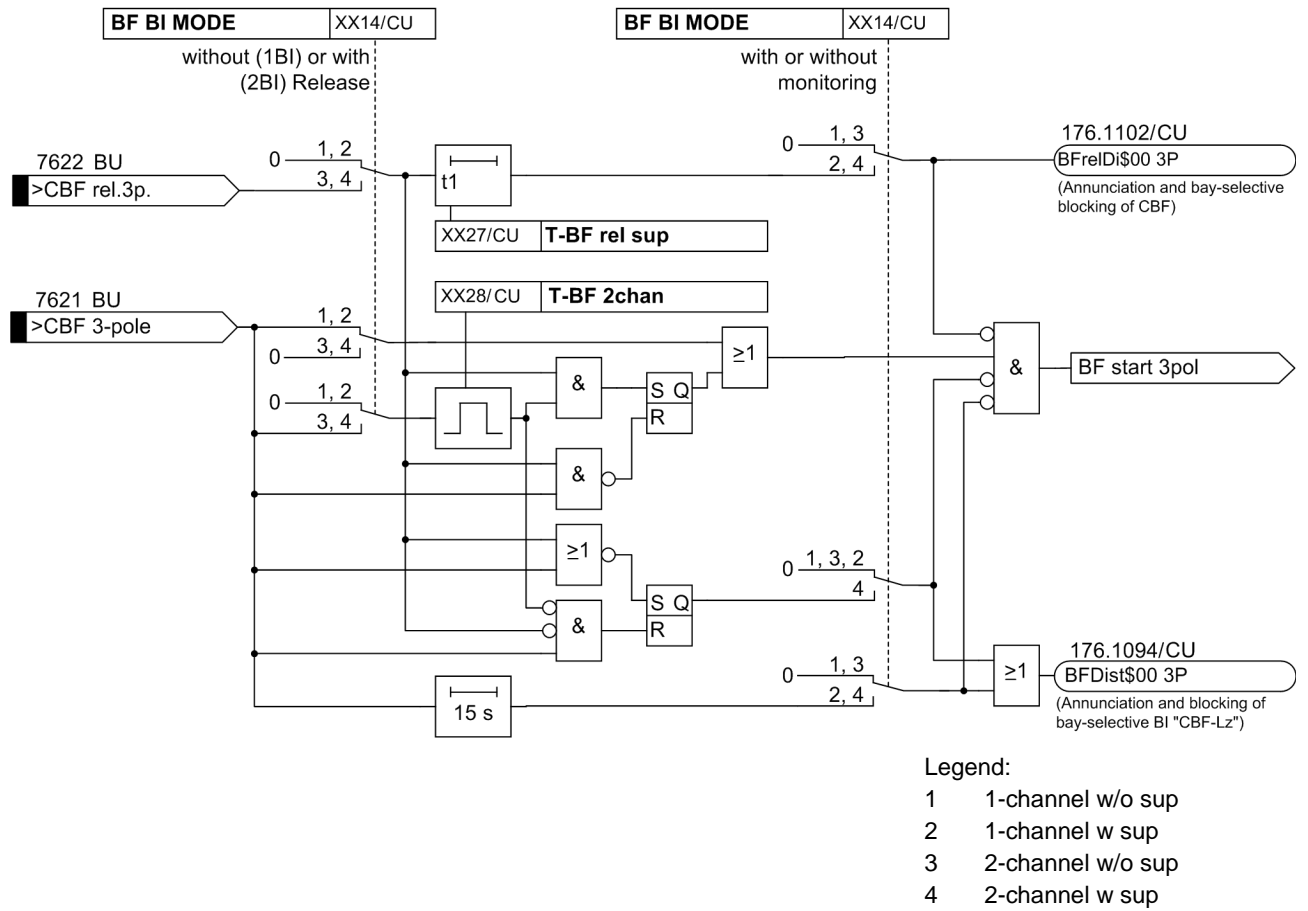 BF BI MODE XX14/CU
without (1BI) or with
(2BI) Release
BF BI MODE XX14/CU
with or without
monitoring
7622 BU
>CBF rel.3p.
0 1, 2
3, 4
t1
XX27/CU T-BF rel sup
0 1, 3
2, 4
176.1102/CU
BFrelDi$00 3P
(Annunciation and bay-selective
blocking of CBF)
7621 BU
>CBF 3-pole
XX28/CU T-BF 2chan
1, 2
0 3, 4
0 1, 2
3, 4
≥1
&
S Q
R
&
BF start 3pol
&
≥1
S Q
R
&
0 1, 3, 2
4
15 s
0 1, 3
2, 4
≥1
176.1094/CU
BFDist$00 3P
(Annunciation and blocking of
bay-selective BI "CBF-Lz")
Legend:
1 1-channel w/o sup
2 1-channel w sup
3 2-channel w/o sup
4 2-channel w sup